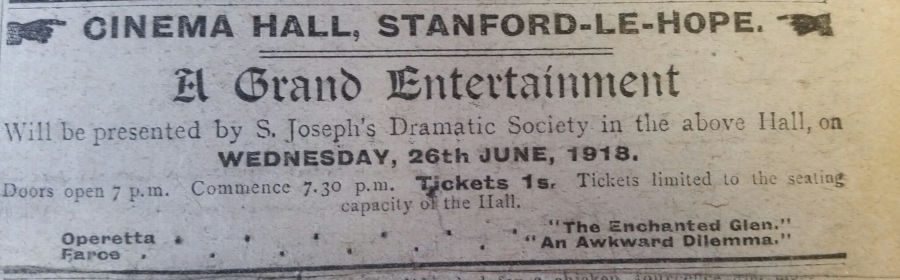 CINEMA HALL, STANFORD-LE-HOPE.
A Grand Entertainment
Will be presented by S. Joseph's Dramatic Society in the above Hall, on
WEDNESDAY, 26th JUNE, 1918.
Doors open 7 p.m. Commence 7.30 p.m. Tickets 1s. Tickets limited to the seating
capacity of the Hall.
Operetta . . . . . . . "The Enchanted Glen."
Farce . . . . . . . "An Awkward Dilemma."